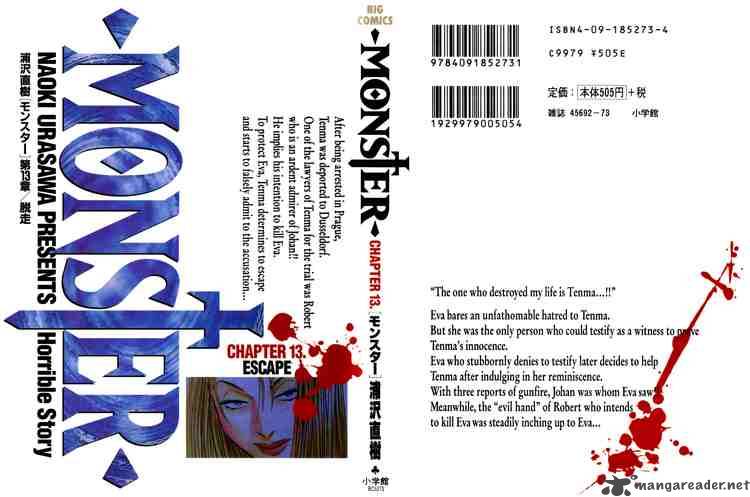 MONSTER
NAOKI URASAWA PRESENTS Horrible Story
浦沢直樹[モンスター]第13章/脱走
After being arrested in Prague,
Tenma was deported to Dusseldorf.
One of the lawyers of Tenma for the trial was Robert
who is an ardent admirer of Johan!!
He implies his intention to kill Eva.
To protect Eva, Tenma determines to escape
and starts to falsely admit to the accusation...
CHAPTER 13.
ESCAPE
BIG
COMICS
MONSTER
CHAPTER 13.
[モンスター]
浦沢直樹
小学館
ISBN4-09-185273-4
C9979 ¥505E
9784091852731
定価：本体505円+税
雑誌 45692-73 小学館
1929979005054
“The one who destroyed my life is Tenma...!!”
Eva bares an unfathomable hatred to Tenma.
But she was the only person who could testify as a witness to prove
Tenma's innocence.
Eva who stubbornly denies to testify later decides to help
Tenma after indulging in her reminiscence.
With three reports of gunfire, Johan was whom Eva saw!
Meanwhile, the “evil hand” of Robert who intends
to kill Eva was steadily inching up to Eva...
mangareader.net